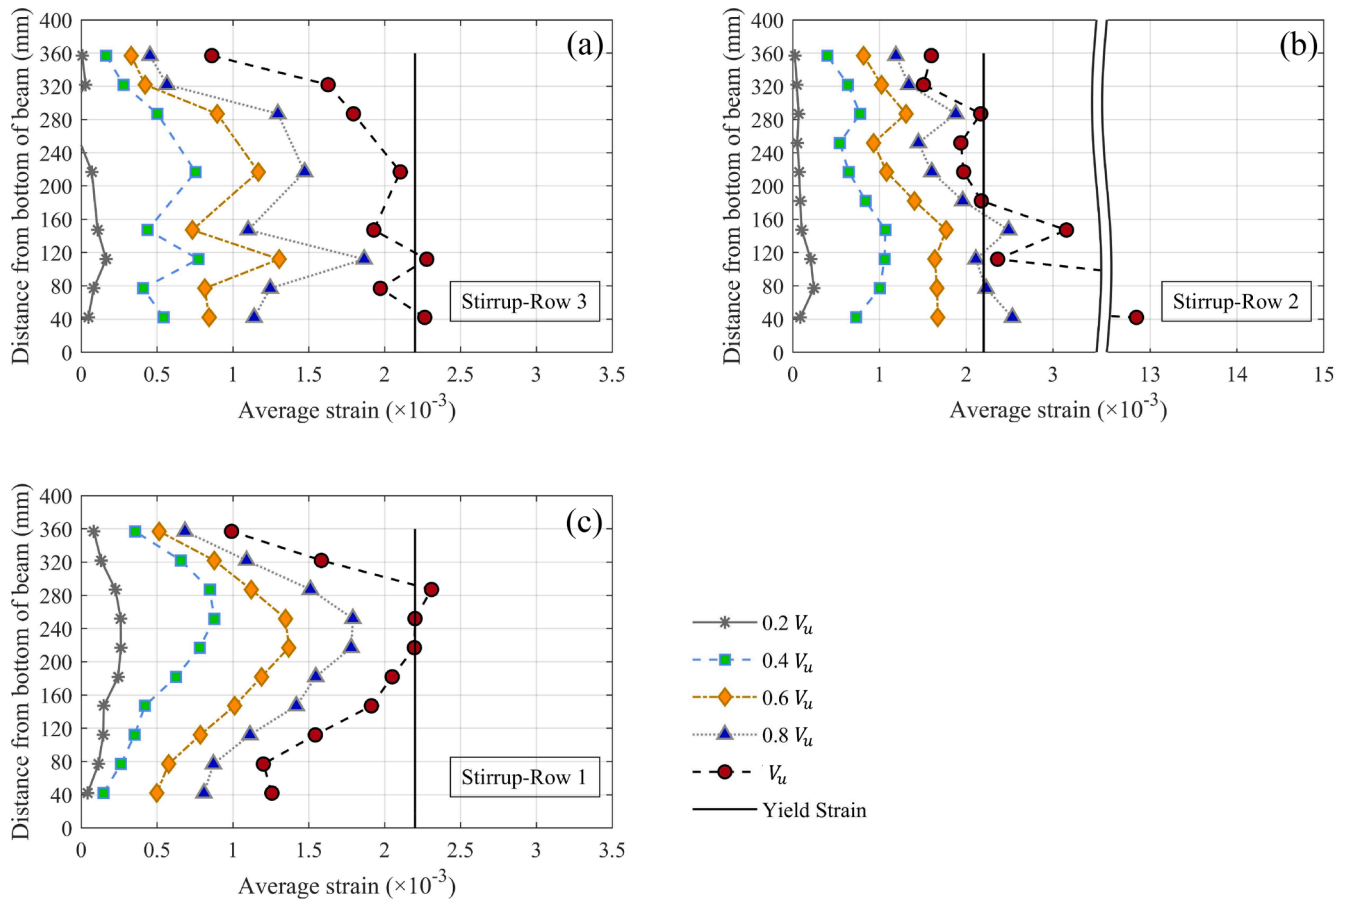 Distance from bottom of beam (mm)
400
360
320
280
240
200
160
120
80
40
0
(a)
Stirrup-Row 3
0 0.5 1 1.5 2 2.5 3 3.5
Average strain (×10⁻³)
Distance from bottom of beam (mm)
400
360
320
280
240
200
160
120
80
40
0
(b)
Stirrup-Row 2
0 1 2 3 13 14 15
Average strain (×10⁻³)
Distance from bottom of beam (mm)
400
360
320
280
240
200
160
120
80
40
0
(c)
Stirrup-Row 1
0 0.5 1 1.5 2 2.5 3 3.5
Average strain (×10⁻³)
0.2 Vᵤ
0.4 Vᵤ
0.6 Vᵤ
0.8 Vᵤ
Vᵤ
Yield Strain